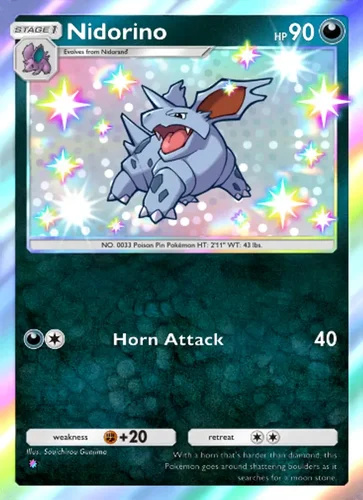 STAGE 1
Nidorino
HP 90
Evolves from Nidoran♂
NO. 0033 Poison Pin Pokémon HT: 2'11" WT: 43 lbs.
Horn Attack 40
weakness +20
retreat
Illus. Souichirou Gunjima
With a horn that's harder than diamond, this
Pokémon goes around shattering boulders as it
searches for a moon stone.